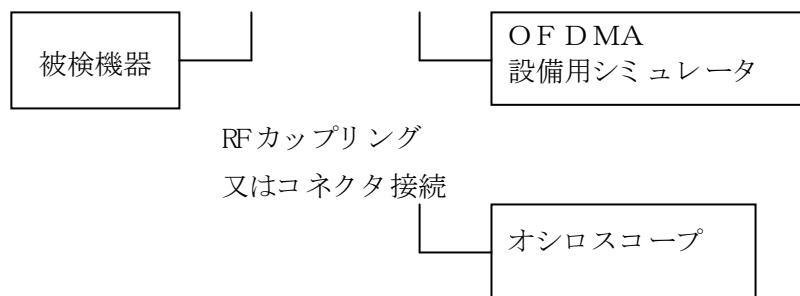 被検機器
OFDMA
設備用シミュレータ
RFカップリング
又はコネクタ接続
オシロスコープ